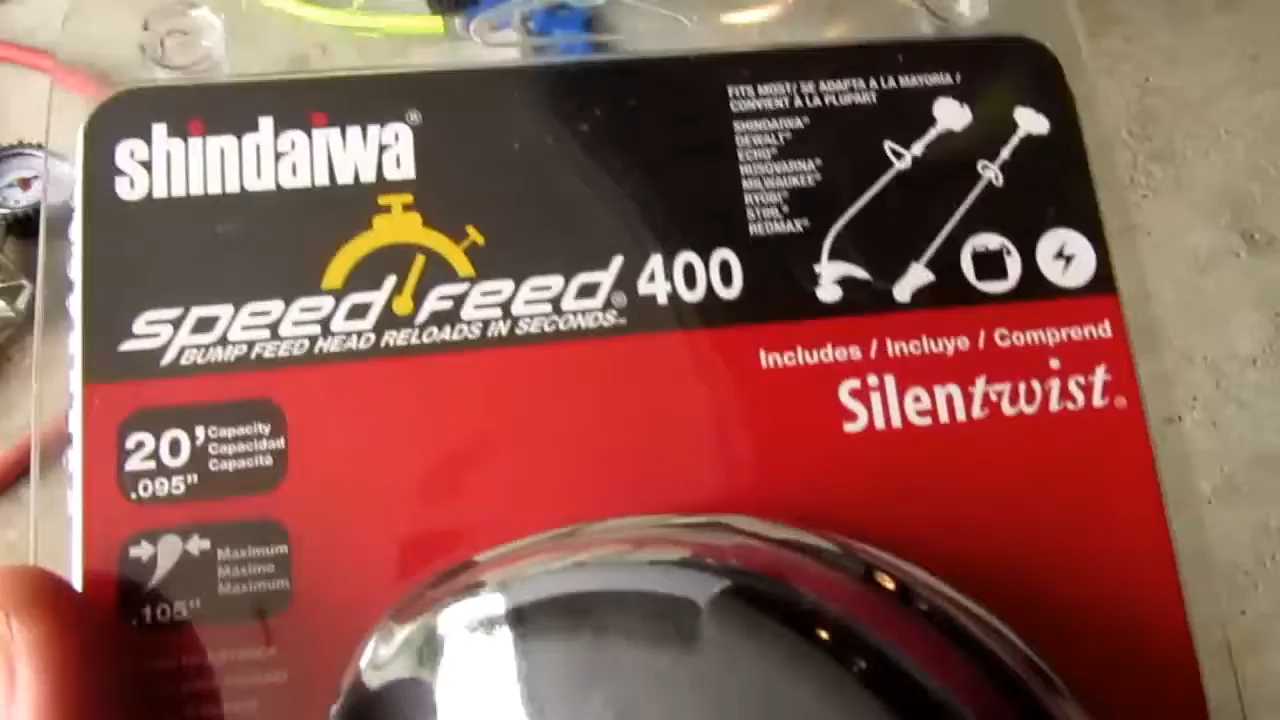 shindaiwa®
speed feed® 400
BUMP FEED HEAD RELOADS IN SECONDS™
FITS MOST/ SE ADAPTA A LA MAYORÍA /
CONVIENT À LA PLUPART
SHINDAIWA®
DEWALT®
ECHO®
HUSQVARNA®
MILWAUKEE®
RYOBI®
STIHL®
REDMAX®
Includes / Incluye / Comprend
Silentwist®
20' Capacity
Capacidad
Capacité
.095"
Maximum
Máximo
Maximum
.105"